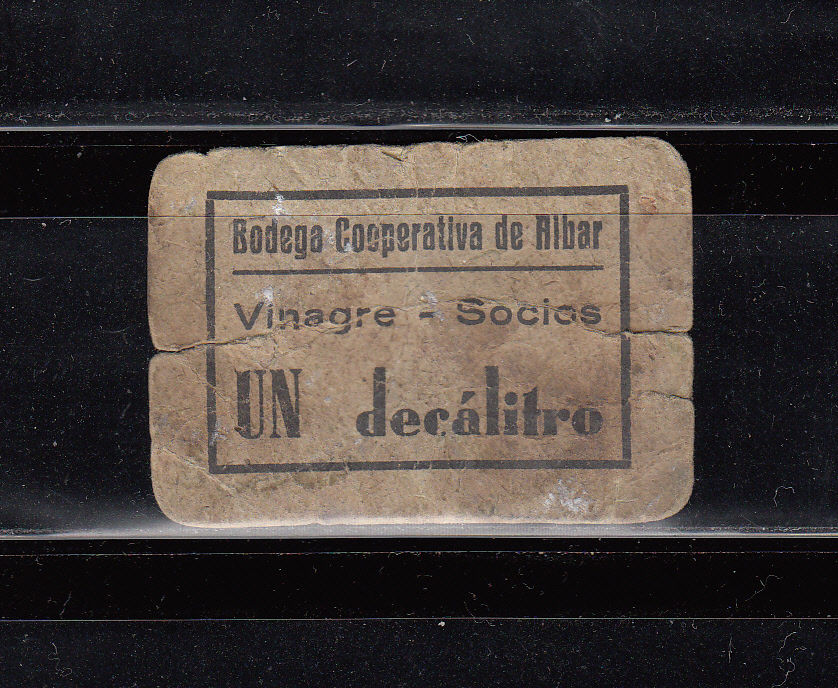 Bodega Cooperativa de Albar
Vinagre - Socios
UN decálitro